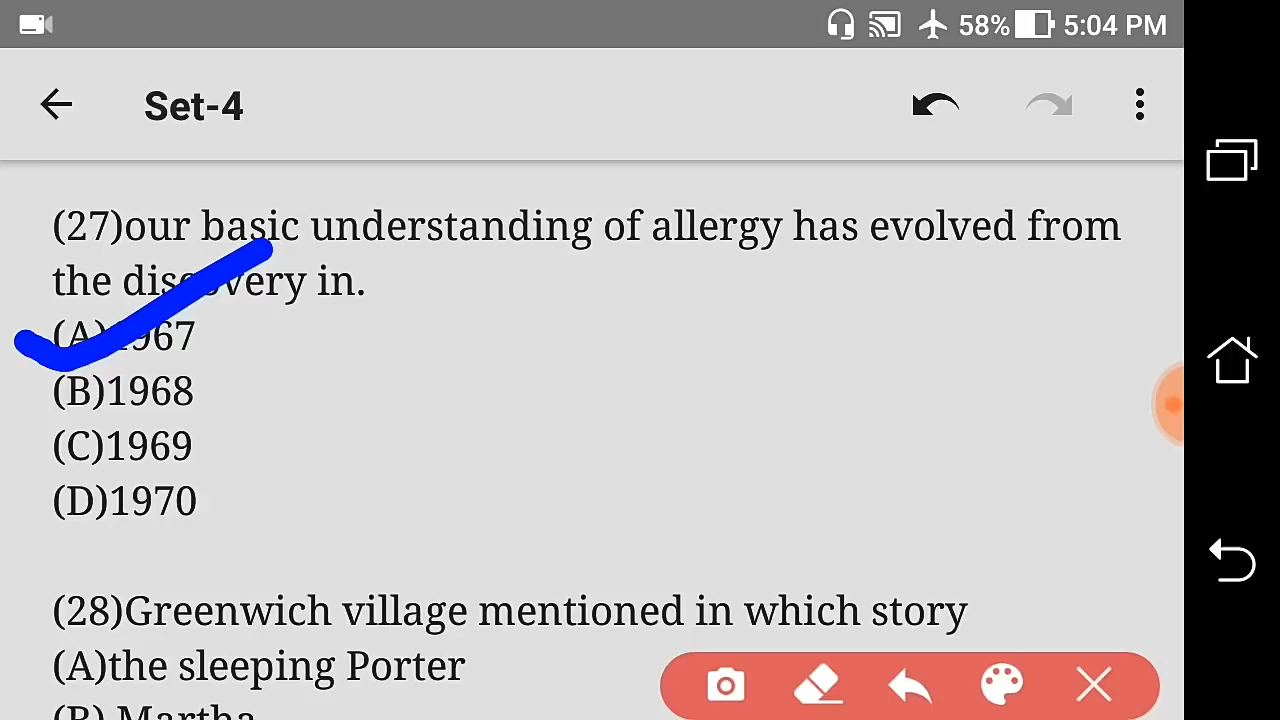 58% 5:04 PM
Set-4
(27)our basic understanding of allergy has evolved from
the discovery in.
(A)1967
(B)1968
(C)1969
(D)1970
(28)Greenwich village mentioned in which story
(A)the sleeping Porter
(B) Martha